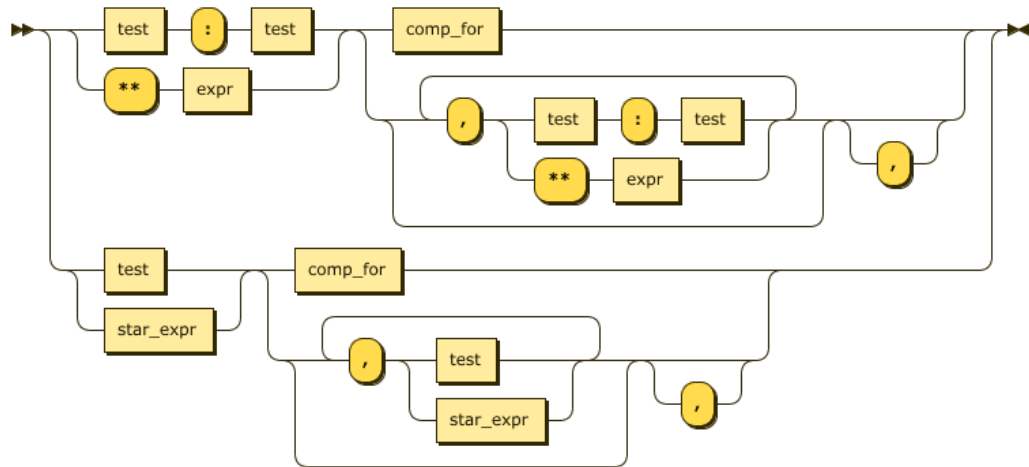 test : test comp_for
** expr
, test : test
** expr ,
test comp_for
star_expr
, test
star_expr ,